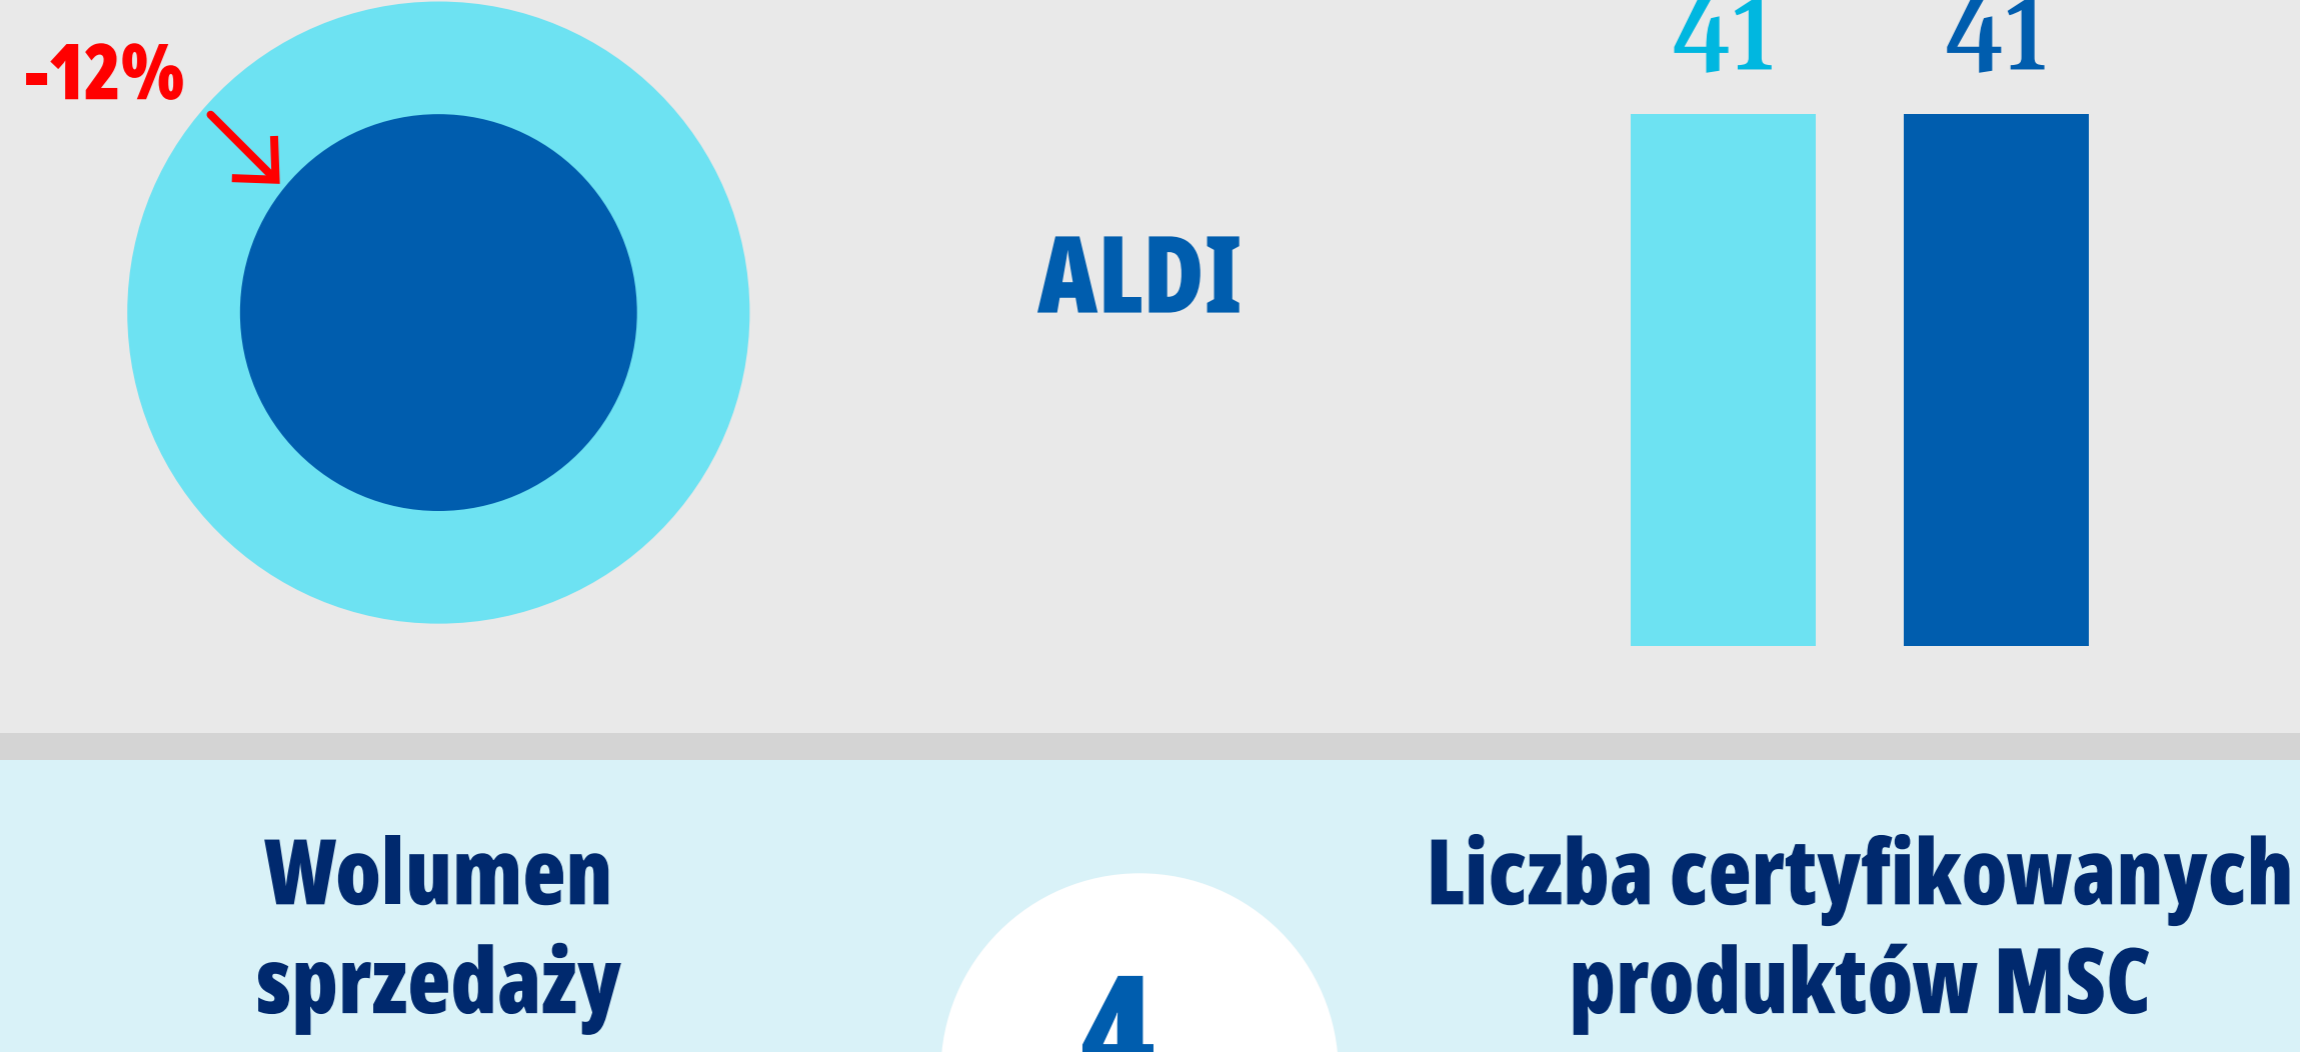 -12%
41 41
ALDI
Wolumen
sprzedaży
4
Liczba certyfikowanych
produktów MSC